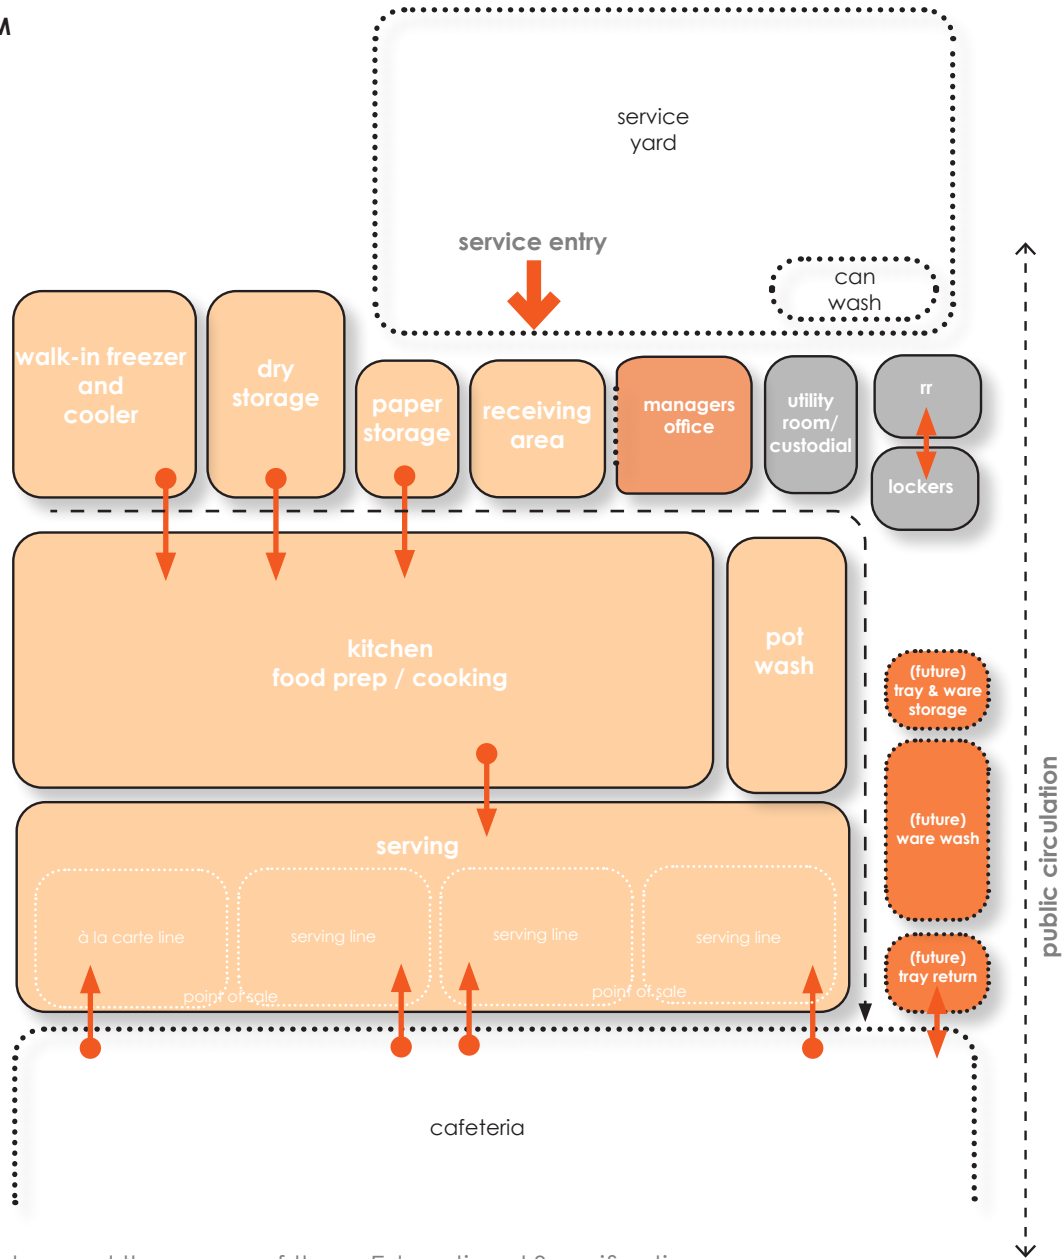 M
service
yard
service entry
can
wash
walk-in freezer
and
cooler
dry
storage
paper
storage
receiving
area
managers
office
utility
room/
custodial
rr
lockers
kitchen
food prep / cooking
pot
wash
(future)
tray & ware
storage
(future)
ware wash
(future)
tray return
public circulation
serving
à la carte line
serving line
serving line
serving line
point of sale
point of sale
cafeteria